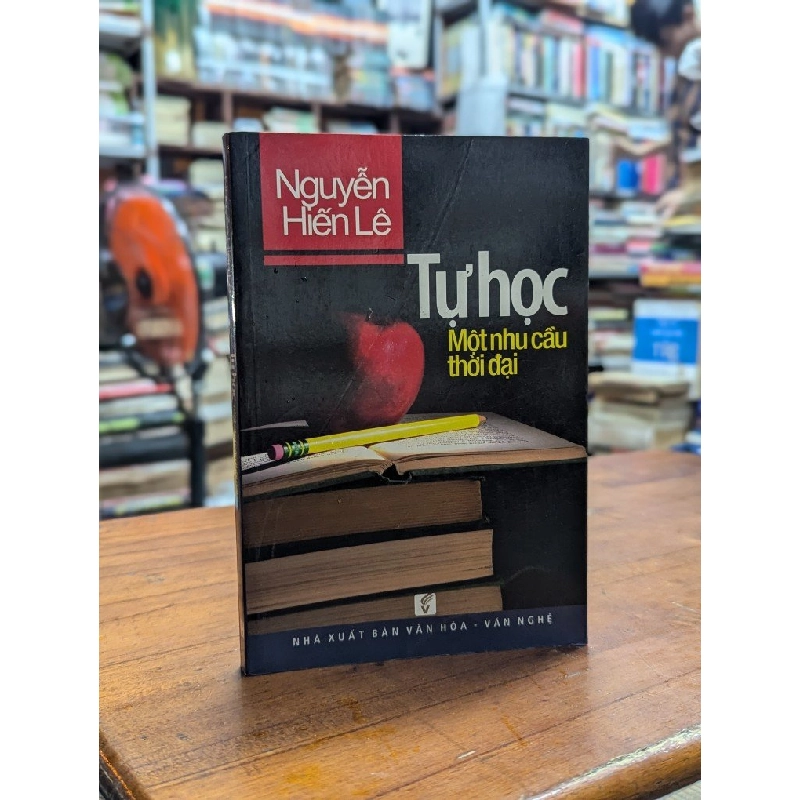 Nguyễn
Hiến Lê
Tự học
Một nhu cầu
thời đại
NHÀ XUẤT BẢN VĂN HÓA - VĂN NGHỆ